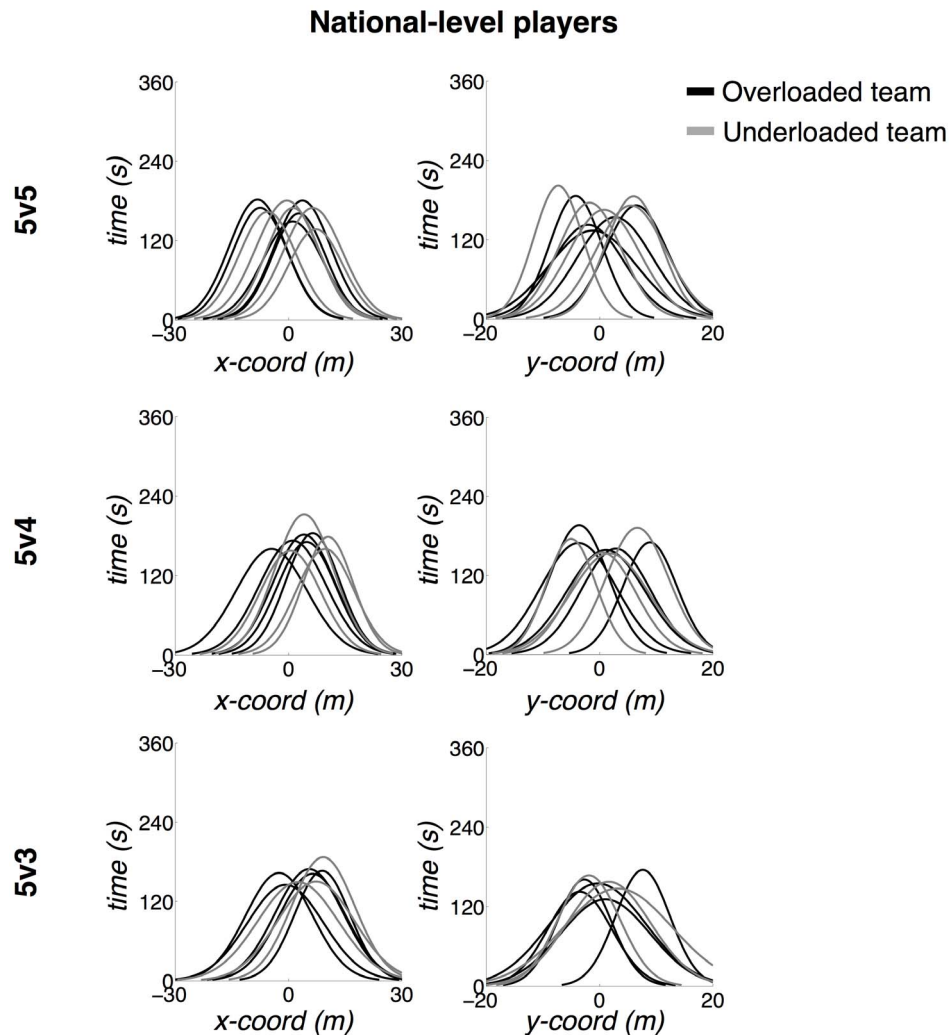 National-level players
Overloaded team
Underloaded team
5v5
time (s)
360
240
120
0
−30
0
30
x-coord (m)
time (s)
360
240
120
0
−20
0
20
y-coord (m)
5v4
time (s)
360
240
120
0
−30
0
30
x-coord (m)
time (s)
360
240
120
0
−20
0
20
y-coord (m)
5v3
time (s)
360
240
120
0
−30
0
30
x-coord (m)
time (s)
360
240
120
0
−20
0
20
y-coord (m)